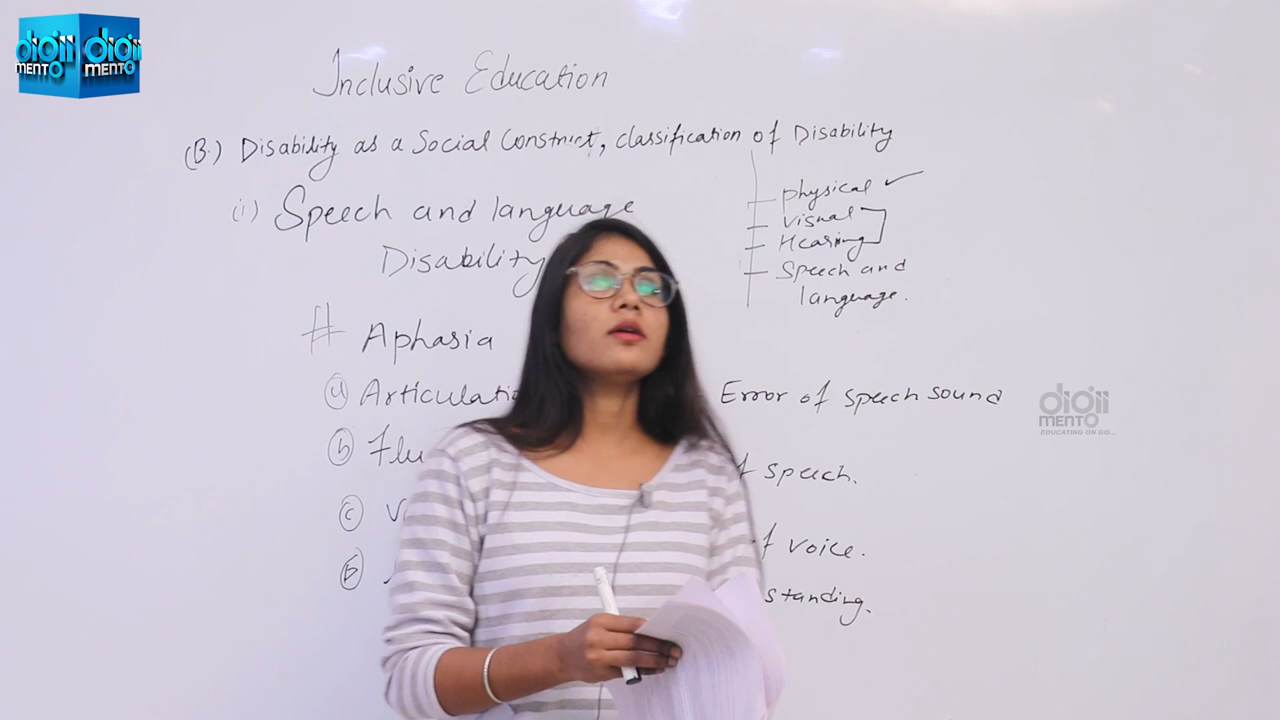 digii digii
MENTO MENTO
Inclusive Education
(B.) Disability as a Social Construct, classification of Disability
(i) Speech and language
Disability
physical ✓
Visual
Hearing
Speech and
language.
# Aphasia
(a) Articulatio
Error of speech sound
(b) Flu
f speech.
(c) V
f voice.
standing.
digii
MENTO
EDUCATING ON GO...